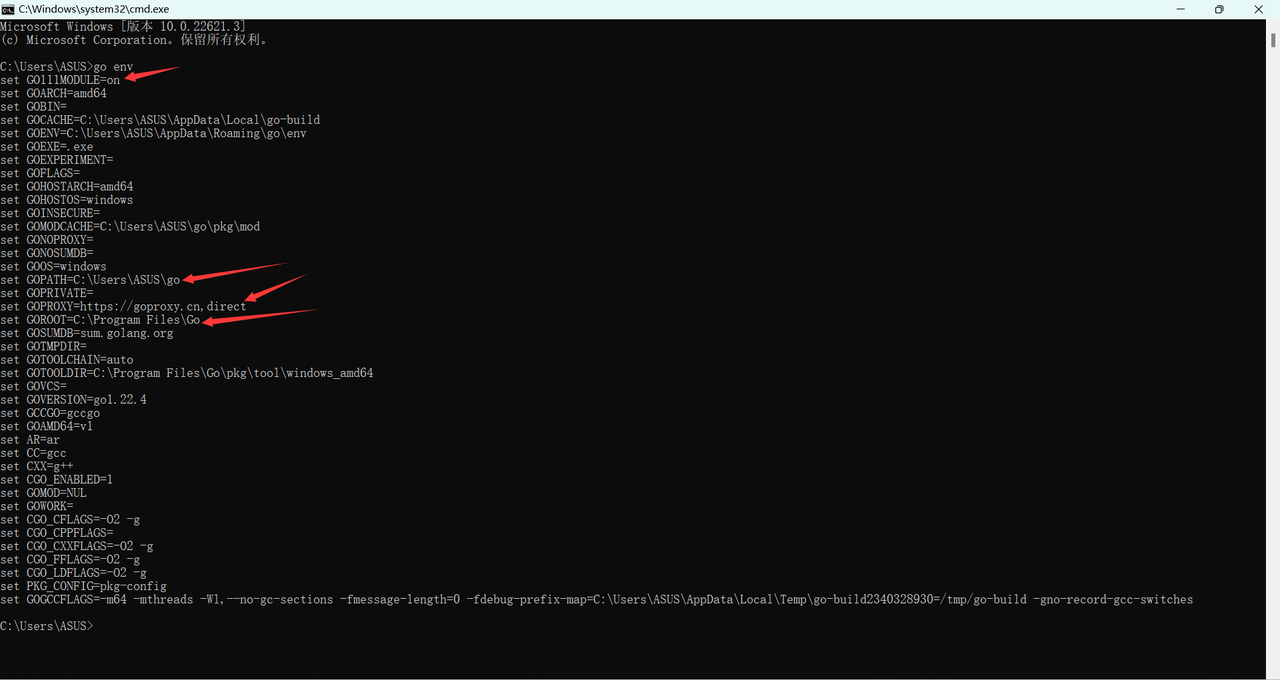 C:\Windows\system32\cmd.exe
Microsoft Windows [版本 10.0.22621.3]
(c) Microsoft Corporation。保留所有权利。
C:\Users\ASUS>go env
set GO111MODULE=on
set GOARCH=amd64
set GOBIN=
set GOCACHE=C:\Users\ASUS\AppData\Local\go-build
set GOENV=C:\Users\ASUS\AppData\Roaming\go\env
set GOEXE=.exe
set GOEXPERIMENT=
set GOFLAGS=
set GOHOSTARCH=amd64
set GOHOSTOS=windows
set GOINSECURE=
set GOMODCACHE=C:\Users\ASUS\go\pkg\mod
set GONOPROXY=
set GONOSUMDB=
set GOOS=windows
set GOPATH=C:\Users\ASUS\go
set GOPRIVATE=
set GOPROXY=https://goproxy.cn,direct
set GOROOT=C:\Program Files\Go
set GOSUMDB=sum.golang.org
set GOTMPDIR=
set GOTOOLCHAIN=auto
set GOTOOLDIR=C:\Program Files\Go\pkg\tool\windows_amd64
set GOVCS=
set GOVERSION=go1.22.4
set GCCGO=gccgo
set GOAMD64=v1
set AR=ar
set CC=gcc
set CXX=g++
set CGO_ENABLED=1
set GOMOD=NUL
set GOWORK=
set CGO_CFLAGS=-O2 -g
set CGO_CPPFLAGS=
set CGO_CXXFLAGS=-O2 -g
set CGO_FFLAGS=-O2 -g
set CGO_LDFLAGS=-O2 -g
set PKG_CONFIG=pkg-config
set GOGCCFLAGS=-m64 -mthreads -Wl,--no-gc-sections -fmessage-length=0 -fdebug-prefix-map=C:\Users\ASUS\AppData\Local\Temp\go-build2340328930=/tmp/go-build -gno-record-gcc-switches
C:\Users\ASUS>